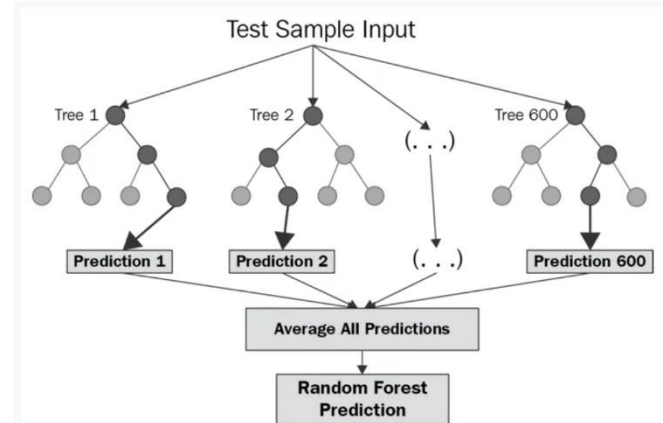 Test Sample Input
Tree 1
Tree 2
(. . .)
Tree 600
Prediction 1
Prediction 2
(. . .)
Prediction 600
Average All Predictions
Random Forest
Prediction